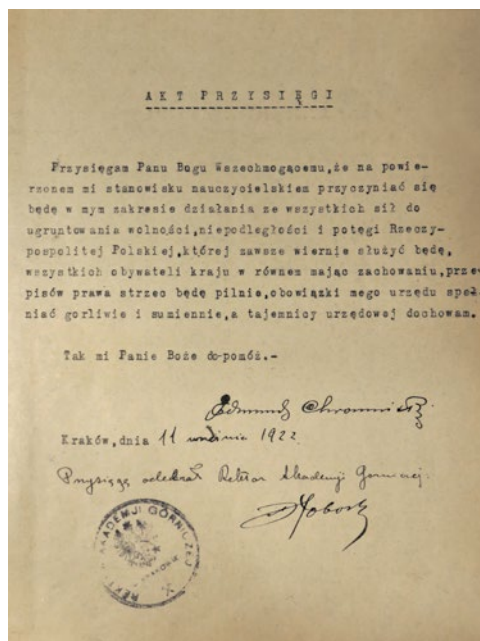 AKT PRZYSIĘGI
Przysięgam Panu Bogu Wszechmogącemu,że na powie-
rzonem mi stanowisku nauczycielskiem przyczyniać się
będę w mym zakresie działania ze wszystkich sił do
ugruntowania wolności,niepodległości i potęgi Rzeczy-
pospolitej Polskiej,której zawsze wiernie służyć będę,
wszystkich obywateli kraju w równem mając zachowaniu,prze-
pisów prawa strzec będę pilnie,obowiązki mego urzędu speł-
niać gorliwie i sumiennie,a tajemnicy urzędowej dochowam.
Tak mi Panie Boże dopomóż.-
Edmund Chromiński
Kraków,dnia 11 września 1922
Przysięgę odebrał Rektor Akademji Górniczej.
REKTOR AKADEMJI GÓRNICZEJ